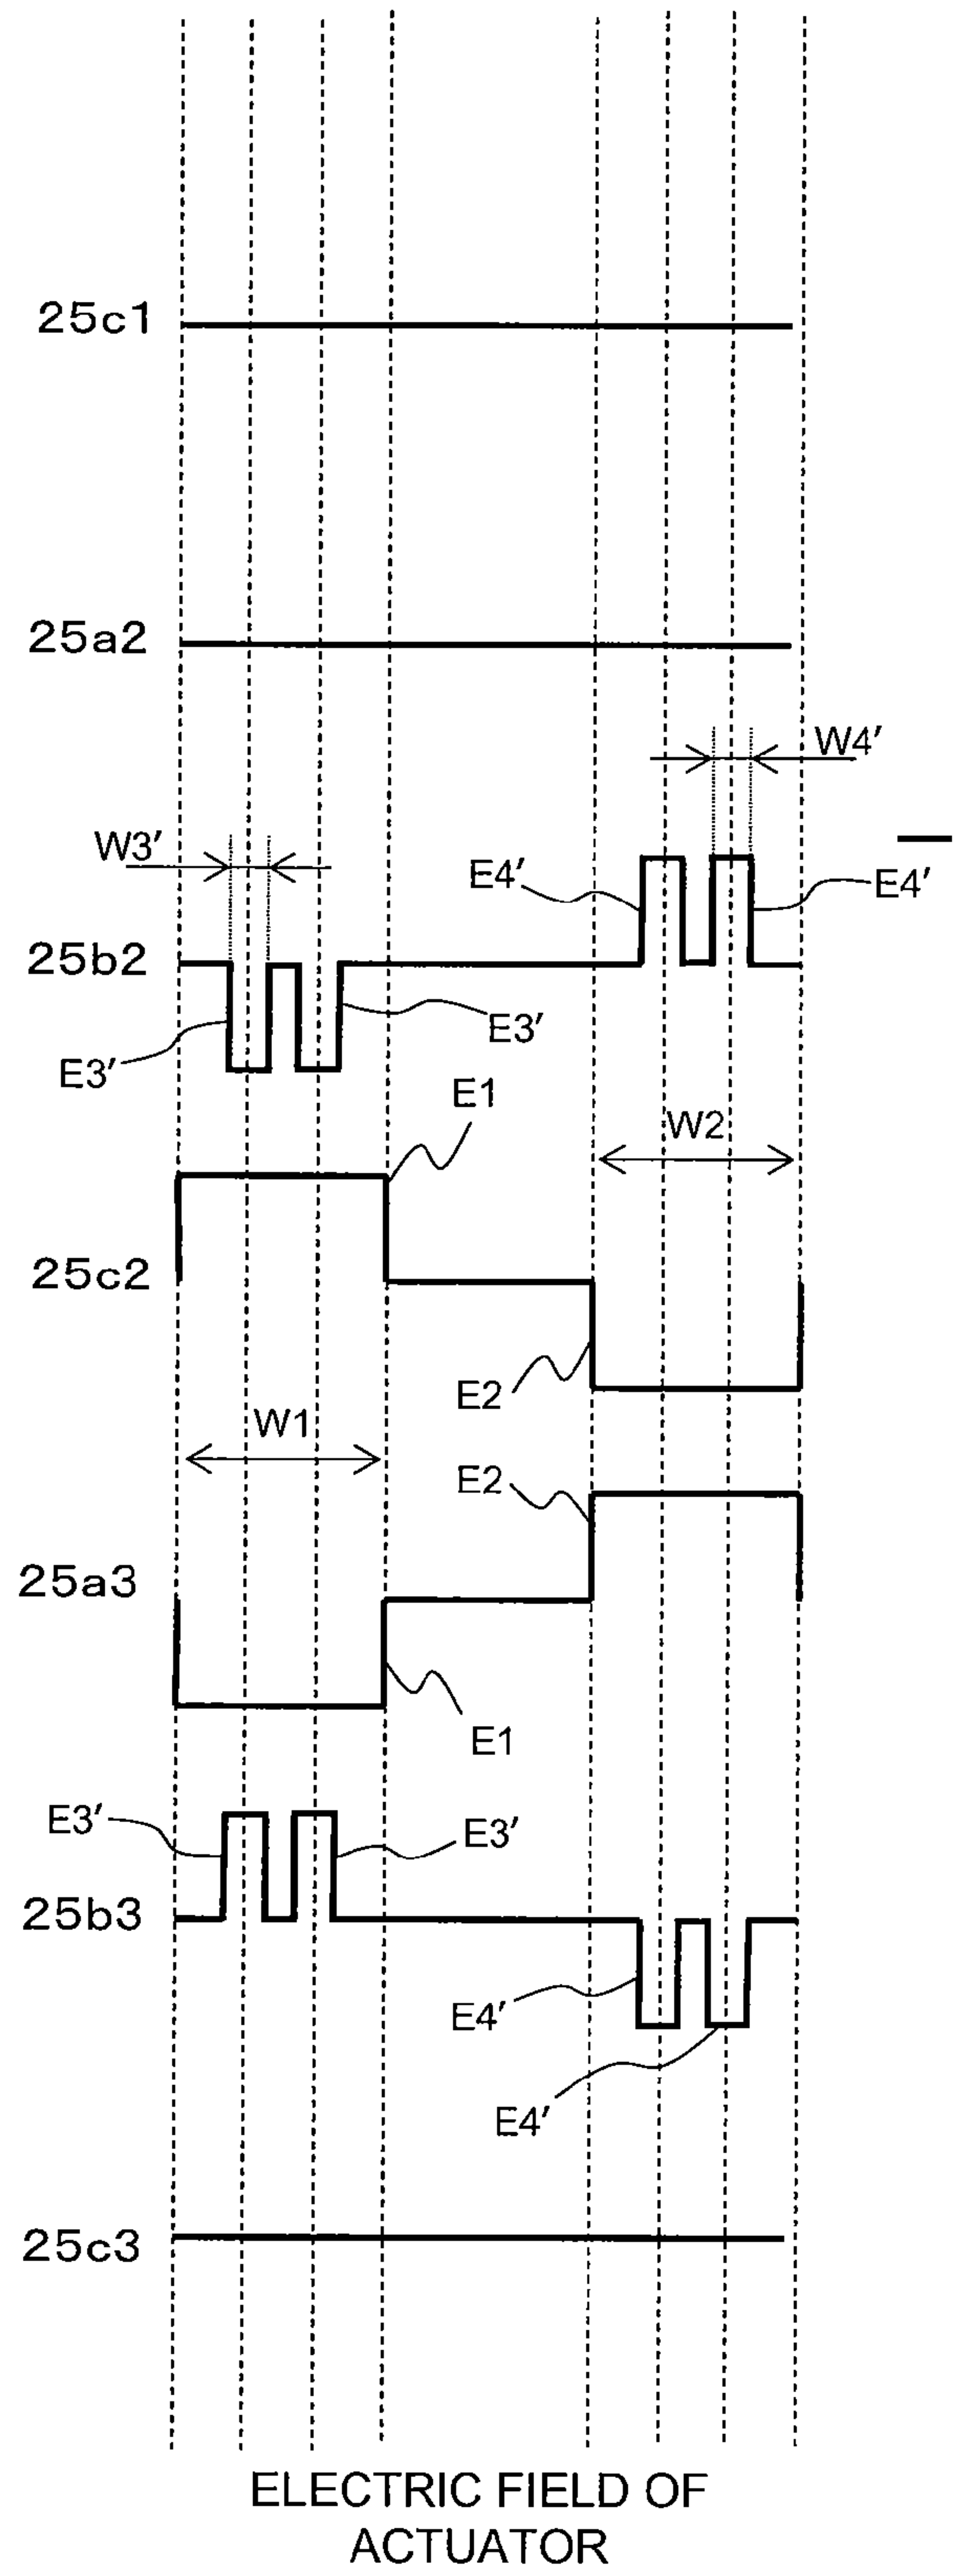 25c1
25a2
W4′
W3′
E4′
E4′
25b2
E3′
E3′
E1
W2
25c2
E2
W1
E2
25a3
E1
E3′
E3′
25b3
E4′
E4′
25c3
ELECTRIC FIELD OF
ACTUATOR